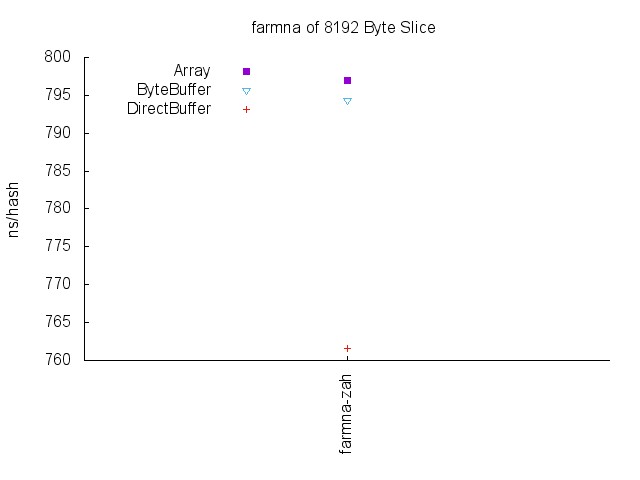 farmna of 8192 Byte Slice
800
795
790
785
780
775
770
765
760
Array
ByteBuffer
DirectBuffer
ns/hash
farmna-zah